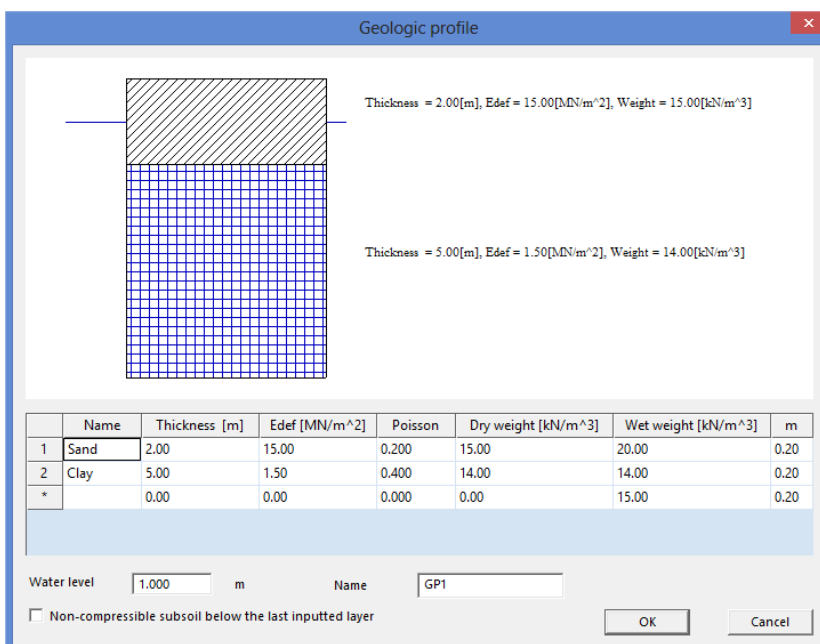 Geologic profile
Thickness = 2.00[m], Edef = 15.00[MN/m^2], Weight = 15.00[kN/m^3]
Thickness = 5.00[m], Edef = 1.50[MN/m^2], Weight = 14.00[kN/m^3]
Name Thickness [m] Edef [MN/m^2] Poisson Dry weight [kN/m^3] Wet weight [kN/m^3] m
1 Sand 2.00 15.00 0.200 15.00 20.00 0.20
2 Clay 5.00 1.50 0.400 14.00 14.00 0.20
* 0.00 0.00 0.000 0.00 15.00 0.20
Water level 1.000 m Name GP1
Non-compressible subsoil below the last inputted layer
OK Cancel